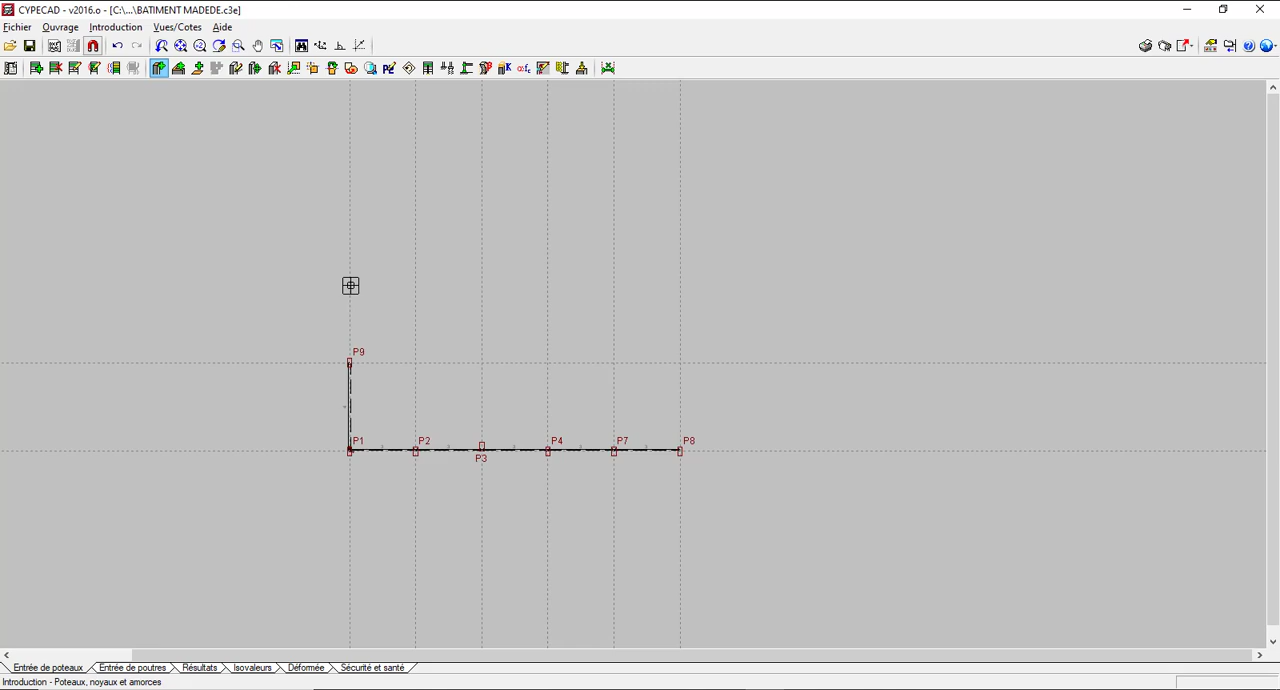 CYPECAD - v2016.o - [C:\...\BATIMENT MADEDE.c3e]
Fichier Ouvrage Introduction Vues/Cotes Aide
P9
P1 P2 P4 P7 P8
P3
Entrée de poteaux Entrée de poutres Résultats Isovaleurs Déformée Sécurité et santé
Introduction - Poteaux, noyaux et amorces